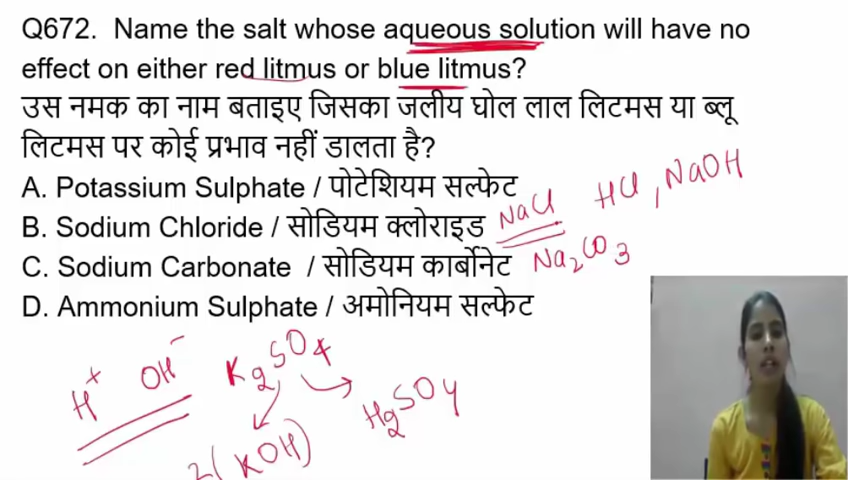 Q672. Name the salt whose aqueous solution will have no
effect on either red litmus or blue litmus?
उस नमक का नाम बताइए जिसका जलीय घोल लाल लिटमस या ब्लू
लिटमस पर कोई प्रभाव नहीं डालता है?
A. Potassium Sulphate / पोटेशियम सल्फेट
B. Sodium Chloride / सोडियम क्लोराइड NaCl HCl, NaOH
C. Sodium Carbonate / सोडियम कार्बोनेट Na₂CO₃
D. Ammonium Sulphate / अमोनियम सल्फेट
H⁺ OH⁻ K₂SO₄
2(KOH) H₂SO₄